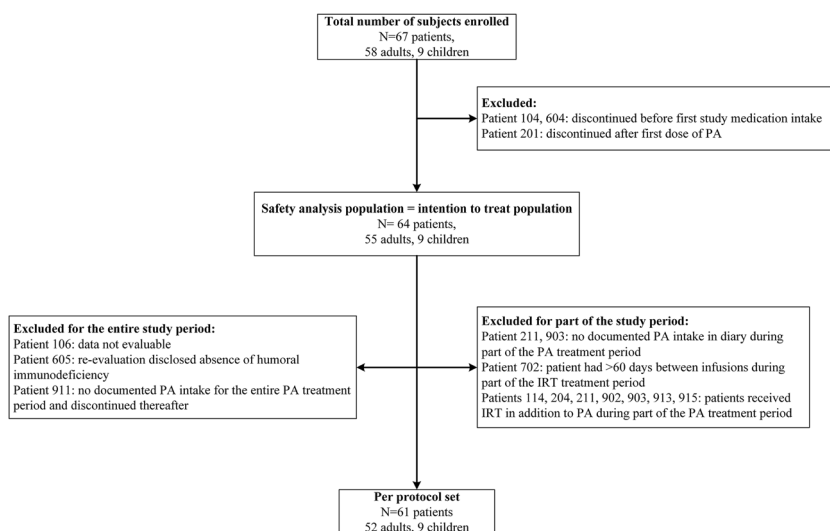 Total number of subjects enrolled
N=67 patients,
58 adults, 9 children
Excluded:
Patient 104, 604: discontinued before first study medication intake
Patient 201: discontinued after first dose of PA
Safety analysis population = intention to treat population
N= 64 patients,
55 adults, 9 children
Excluded for the entire study period:
Patient 106: data not evaluable
Patient 605: re-evaluation disclosed absence of humoral
immunodeficiency
Patient 911: no documented PA intake for the entire PA treatment
period and discontinued thereafter
Excluded for part of the study period:
Patient 211, 903: no documented PA intake in diary during
part of the PA treatment period
Patient 702: patient had >60 days between infusions during
part of the IRT treatment period
Patients 114, 204, 211, 902, 903, 913, 915: patients received
IRT in addition to PA during part of the PA treatment period
Per protocol set
N=61 patients
52 adults, 9 children